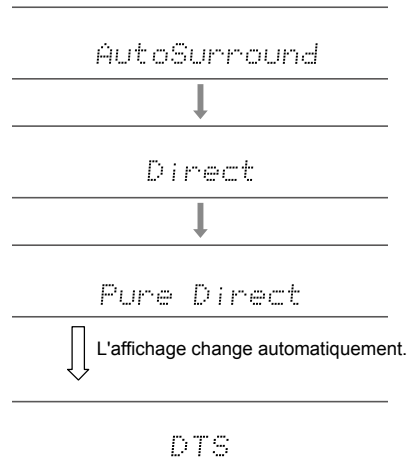 AutoSurround
Direct
Pure Direct
L'affichage change automatiquement.
DTS